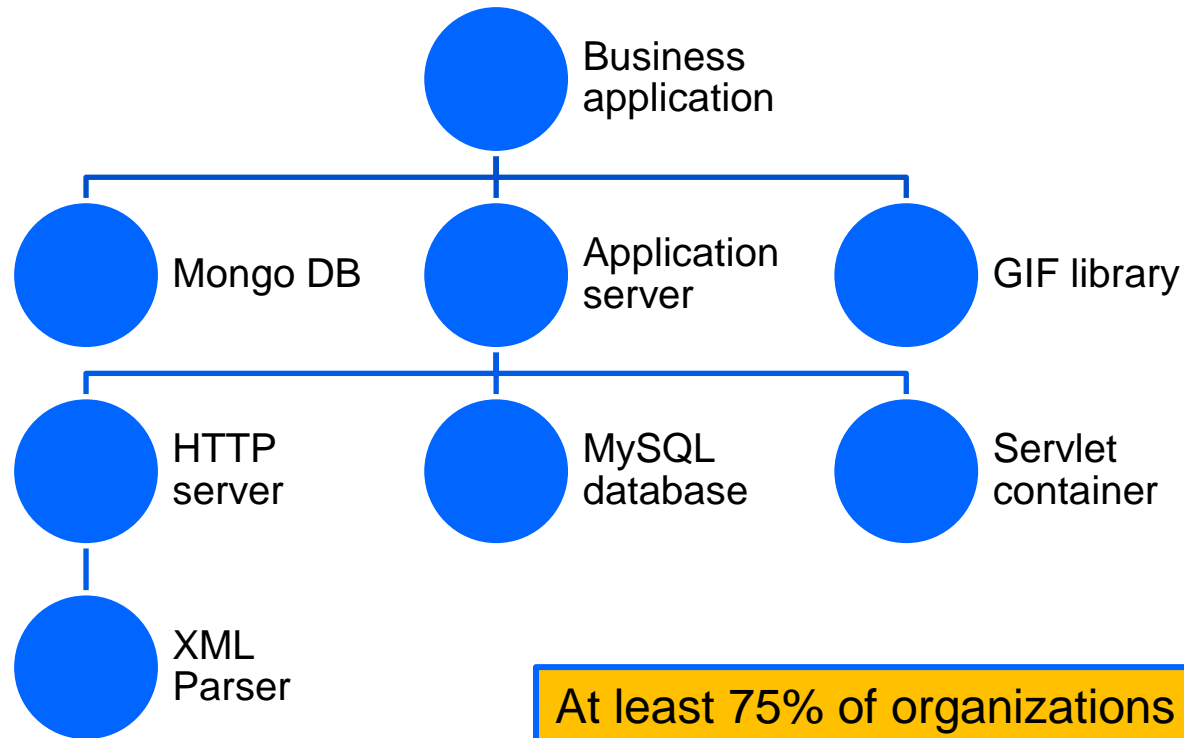 Business
application
Mongo DB
Application
server
GIF library
HTTP
server
MySQL
database
Servlet
container
XML
Parser
At least 75% of organizations